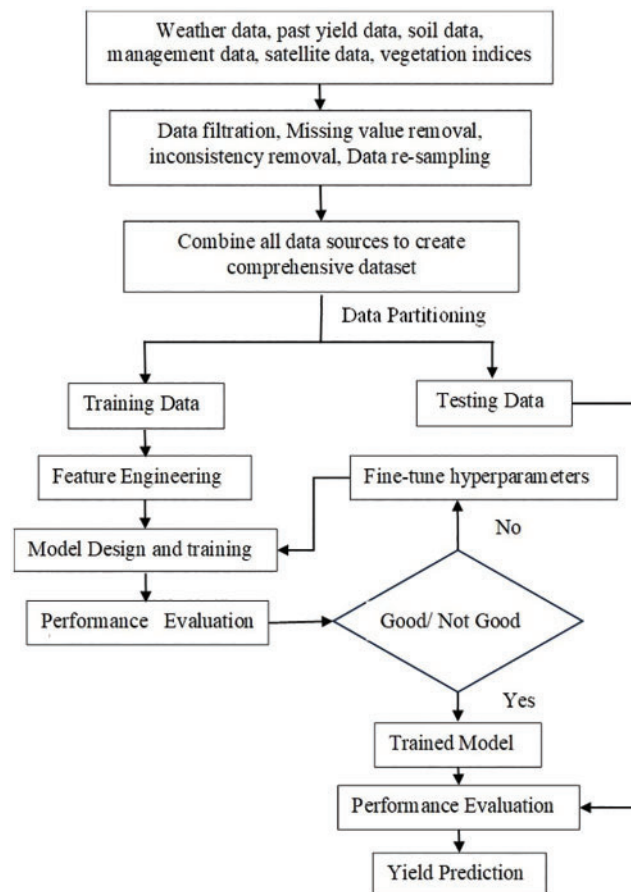 Weather data, past yield data, soil data,
management data, satellite data, vegetation indices
Data filtration, Missing value removal,
inconsistency removal, Data re-sampling
Combine all data sources to create
comprehensive dataset
Data Partitioning
Training Data
Testing Data
Feature Engineering
Fine-tune hyperparameters
No
Model Design and training
Performance Evaluation
Good/ Not Good
Yes
Trained Model
Performance Evaluation
Yield Prediction